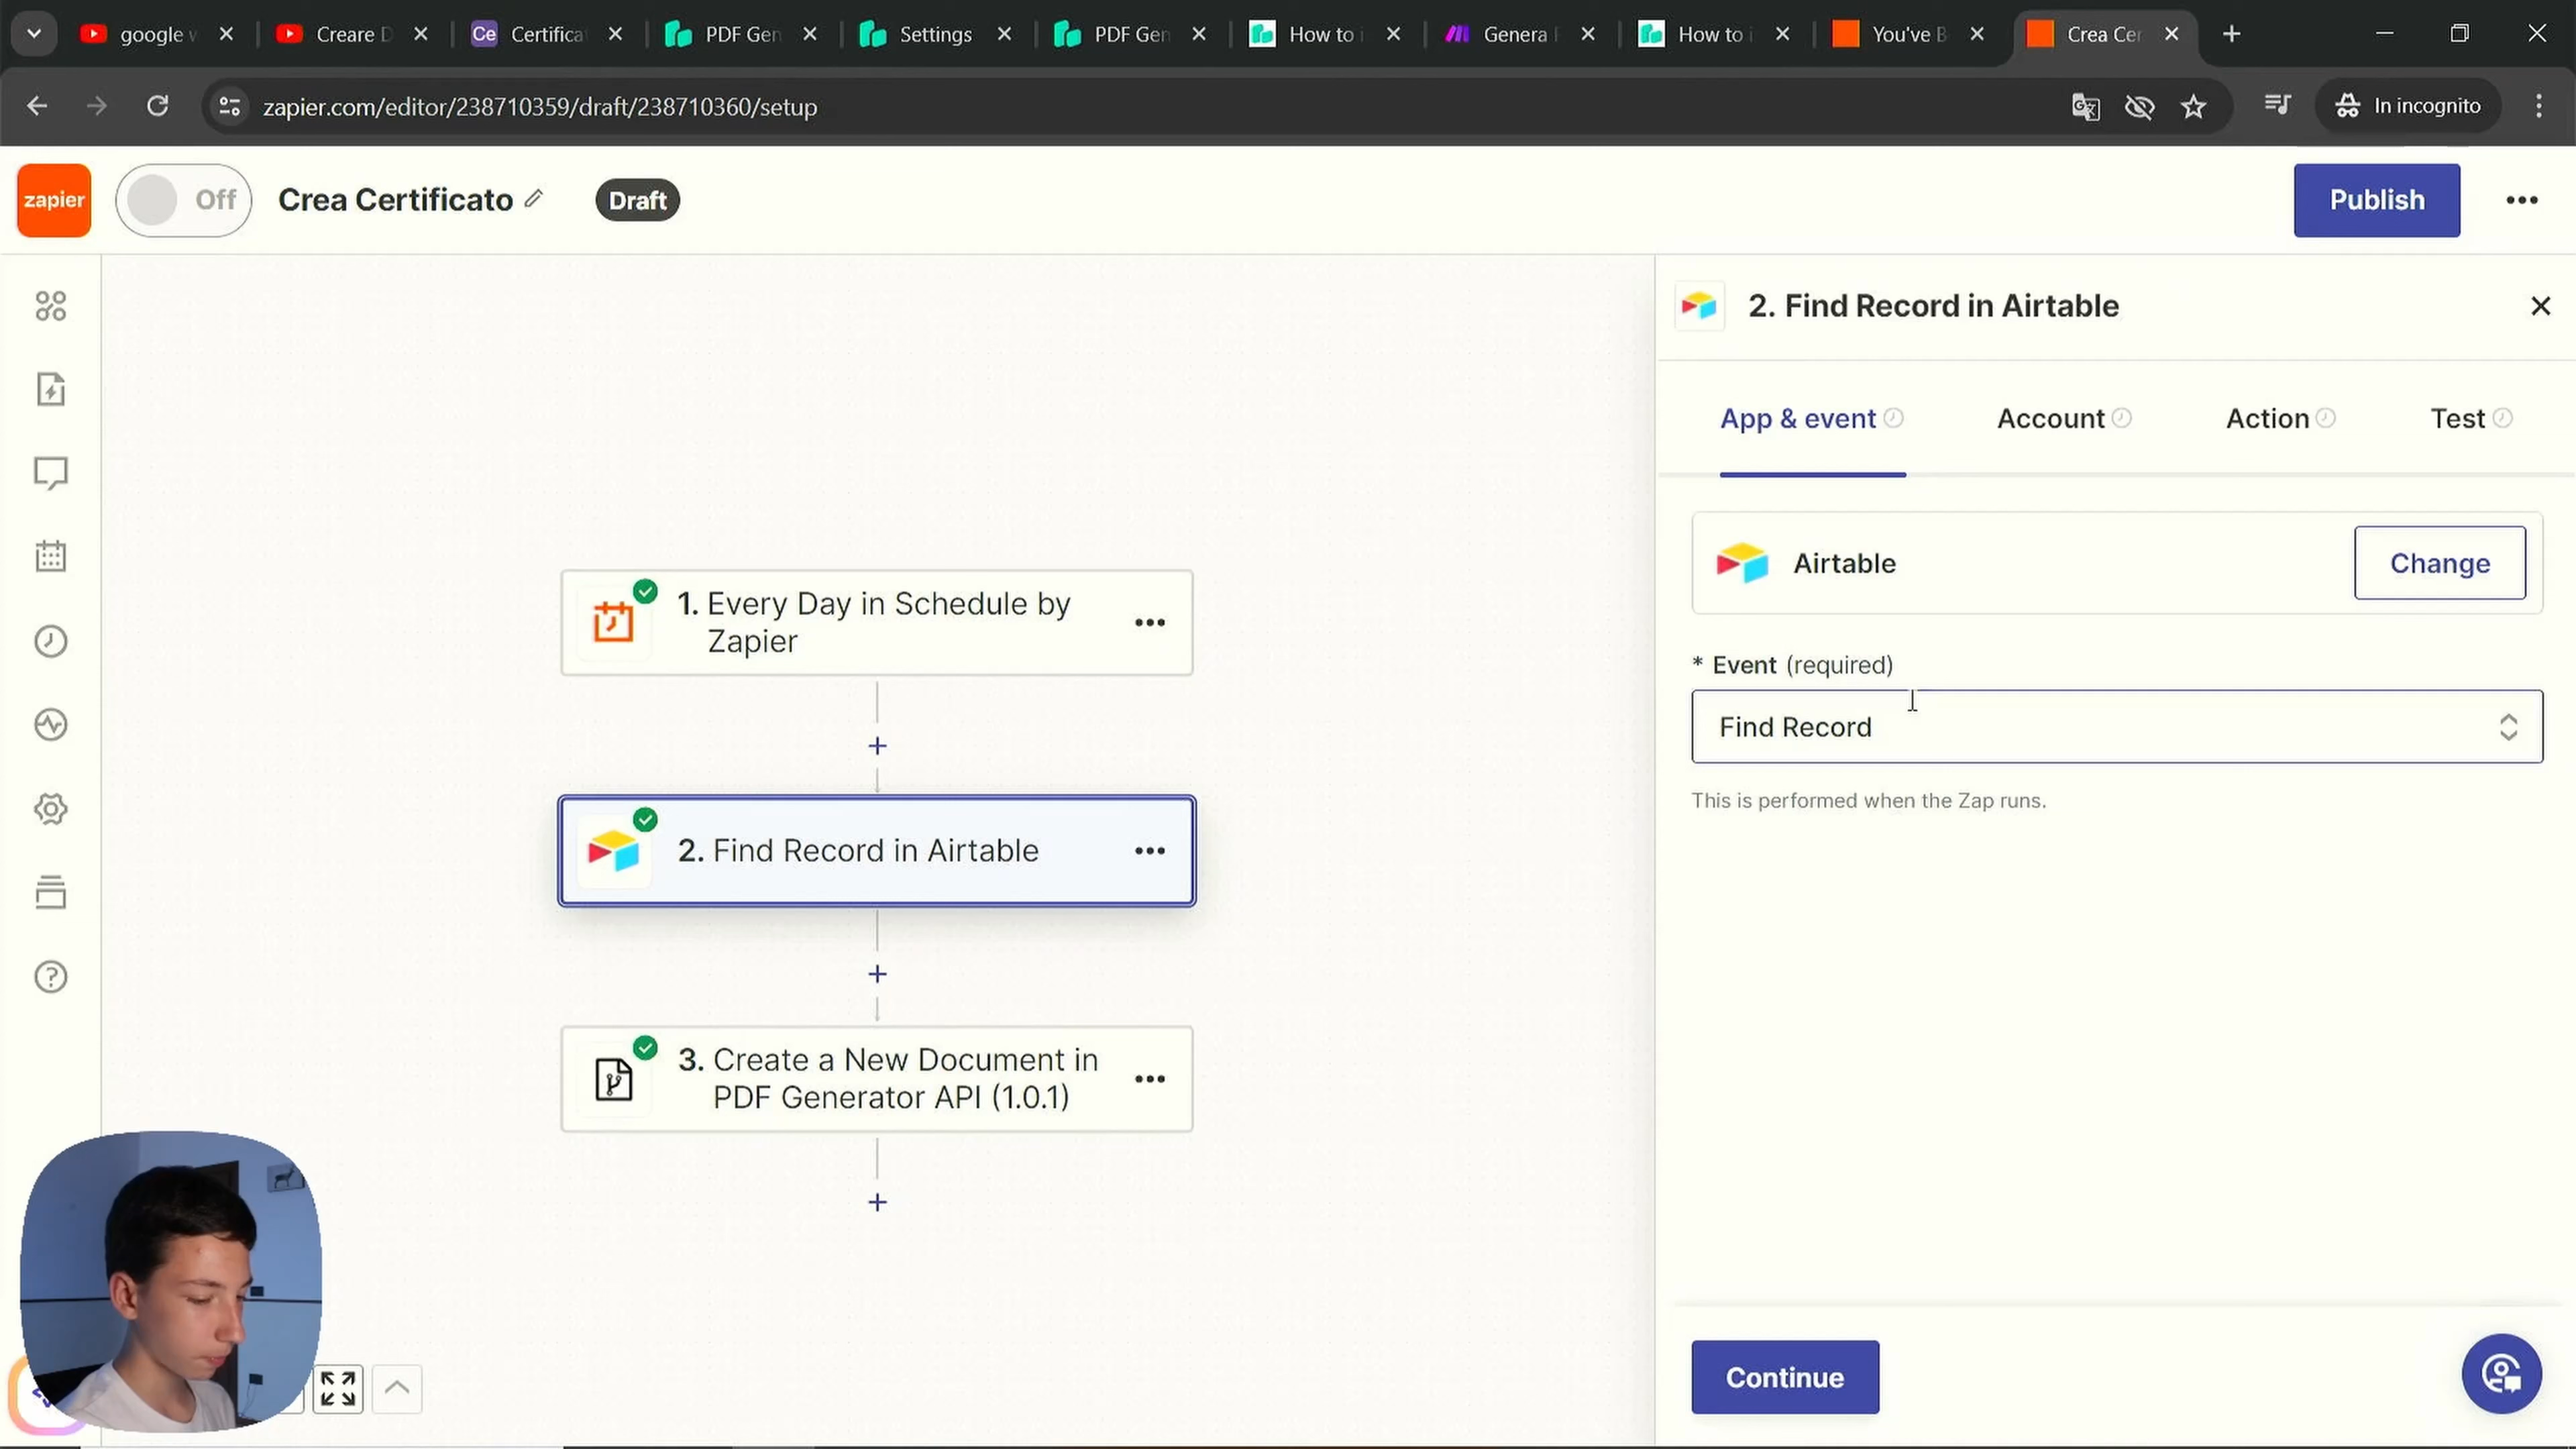 google
Creare
Certifica
PDF Gen
Settings
PDF Gen
How to
Genera
How to
You've B
Crea Cer
zapier.com/editor/238710359/draft/238710360/setup
In incognito
zapier
Off
Crea Certificato
Draft
Publish
1. Every Day in Schedule by
Zapier
2. Find Record in Airtable
3. Create a New Document in
PDF Generator API (1.0.1)
2. Find Record in Airtable
App & event
Account
Action
Test
Airtable
Change
* Event (required)
Find Record
This is performed when the Zap runs.
Continue